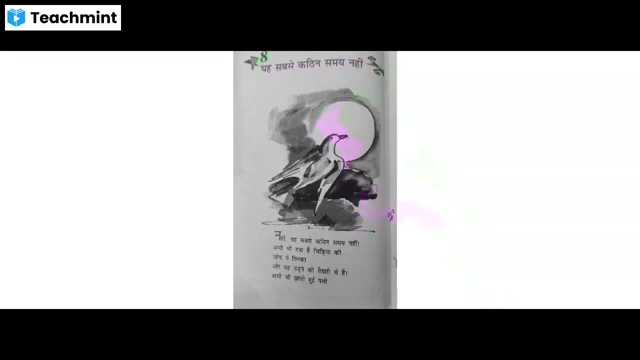 Teachmint
8
यह सबसे कठिन समय नहीं
नहीं, यह सबसे कठिन समय नहीं!
अभी भी दबा है चिड़िया की
चोंच में तिनका
और वह उड़ने की तैयारी में है!
अभी भी झरती हुई पत्ती